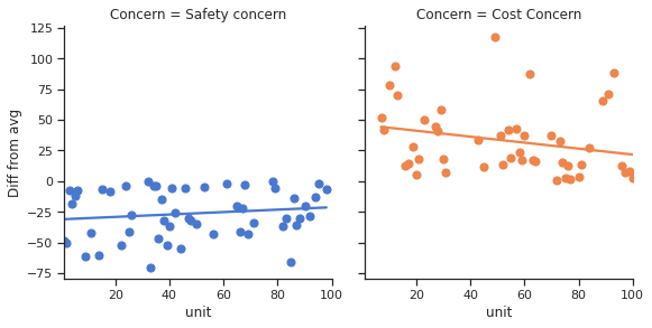 Concern = Safety concern
Concern = Cost Concern
Diff from avg
125
100
75
50
25
0
−25
−50
−75
20 40 60 80 100
20 40 60 80 100
unit
unit